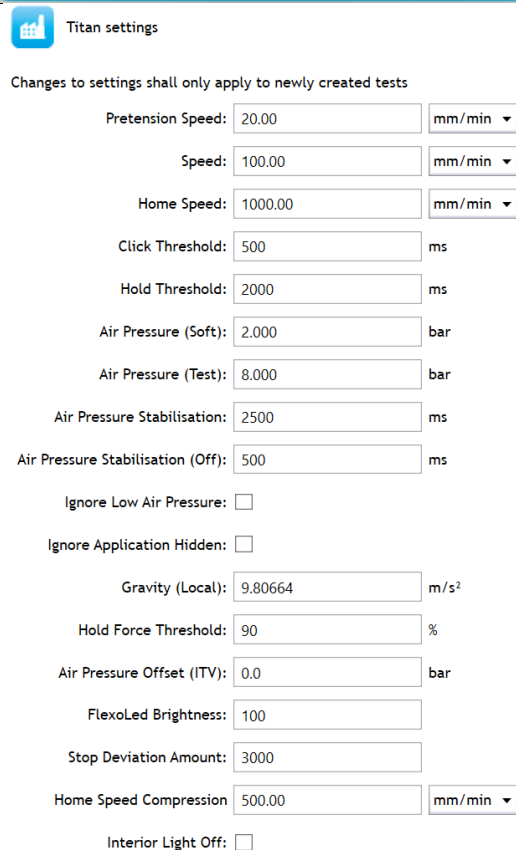 Titan settings
Changes to settings shall only apply to newly created tests
Pretension Speed: 20.00 mm/min
Speed: 100.00 mm/min
Home Speed: 1000.00 mm/min
Click Threshold: 500 ms
Hold Threshold: 2000 ms
Air Pressure (Soft): 2.000 bar
Air Pressure (Test): 8.000 bar
Air Pressure Stabilisation: 2500 ms
Air Pressure Stabilisation (Off): 500 ms
Ignore Low Air Pressure:
Ignore Application Hidden:
Gravity (Local): 9.80664 m/s²
Hold Force Threshold: 90 %
Air Pressure Offset (ITV): 0.0 bar
FlexoLed Brightness: 100
Stop Deviation Amount: 3000
Home Speed Compression 500.00 mm/min
Interior Light Off: